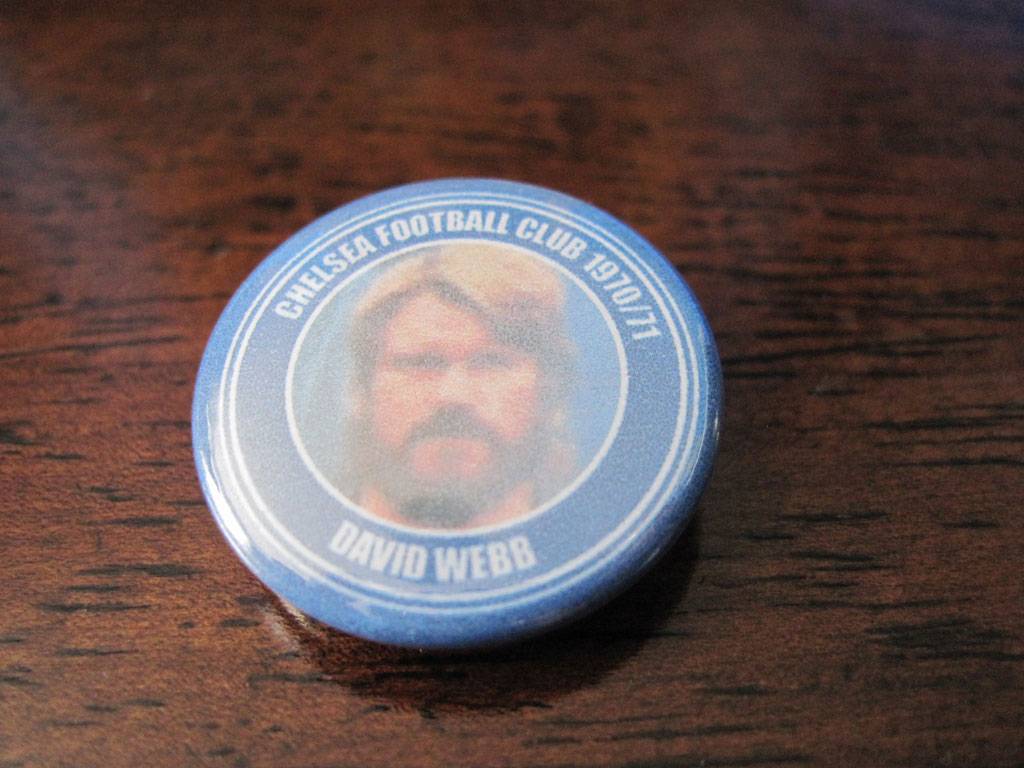 CHELSEA FOOTBALL CLUB 1970/71
DAVID WEBB